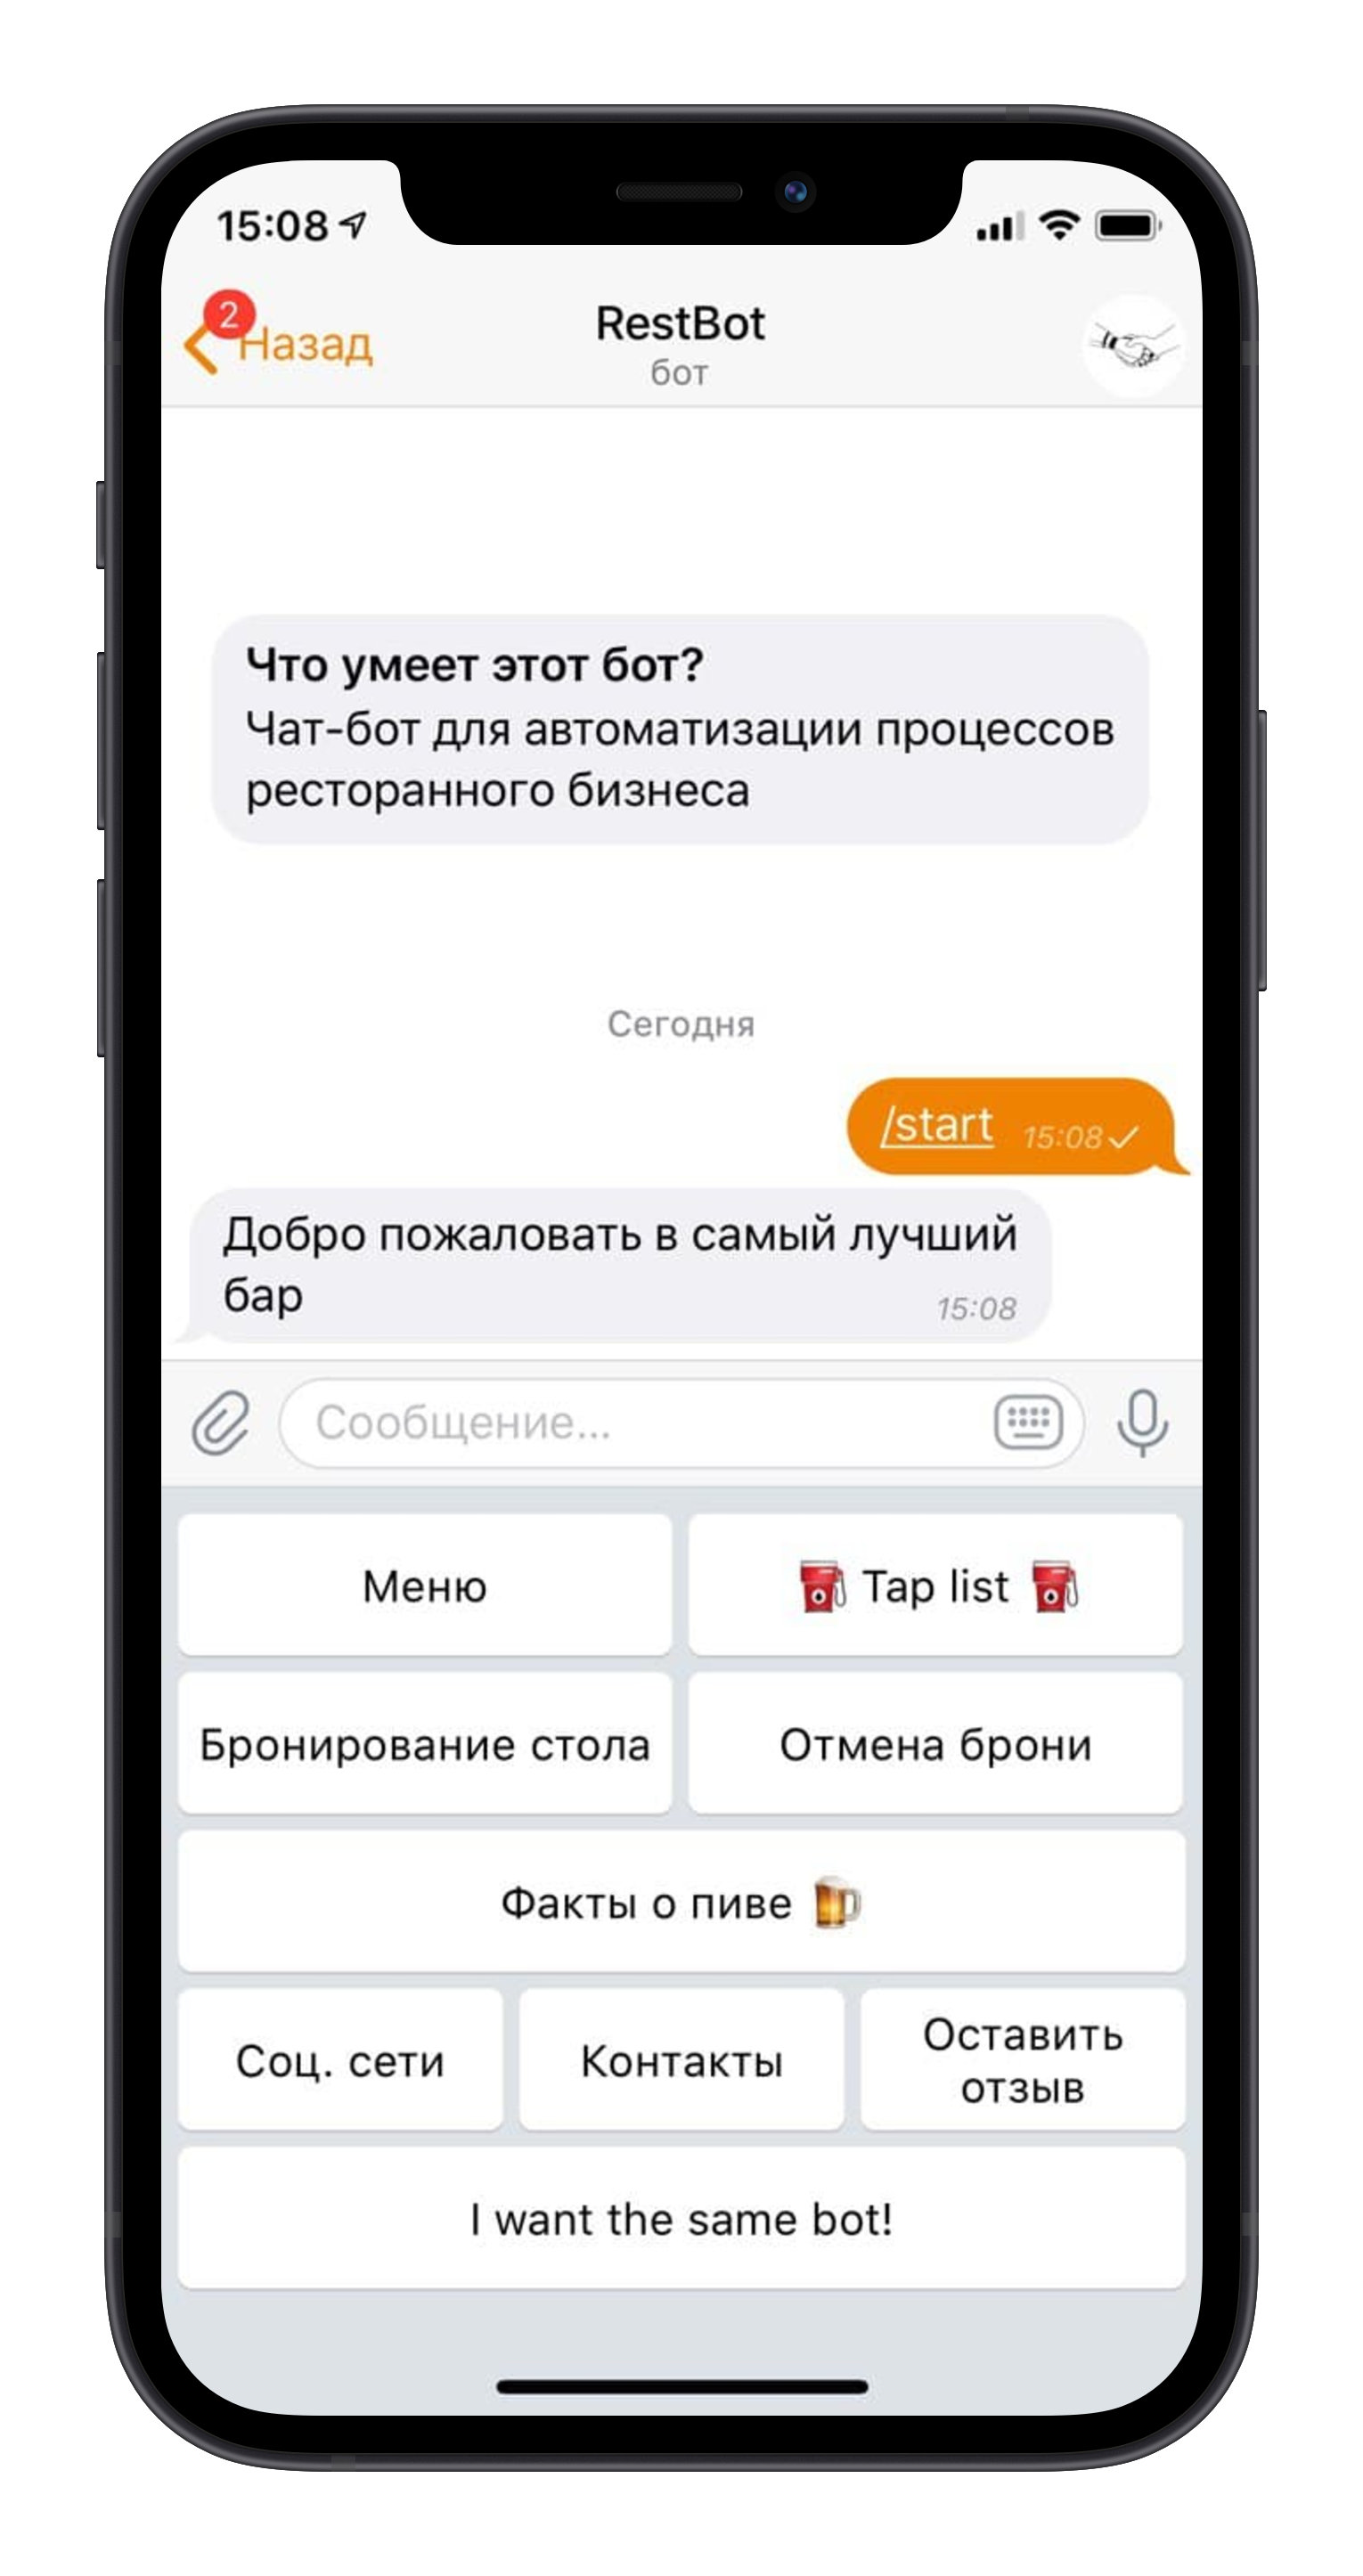 15:08
2
Назад
RestBot
бот
Что умеет этот бот?
Чат-бот для автоматизации процессов
ресторанного бизнеса
Сегодня
/start 15:08
Добро пожаловать в самый лучший
бар
15:08
Сообщение...
Меню
Tap list
Бронирование стола
Отмена брони
Факты о пиве
Соц. сети
Контакты
Оставить
отзыв
I want the same bot!